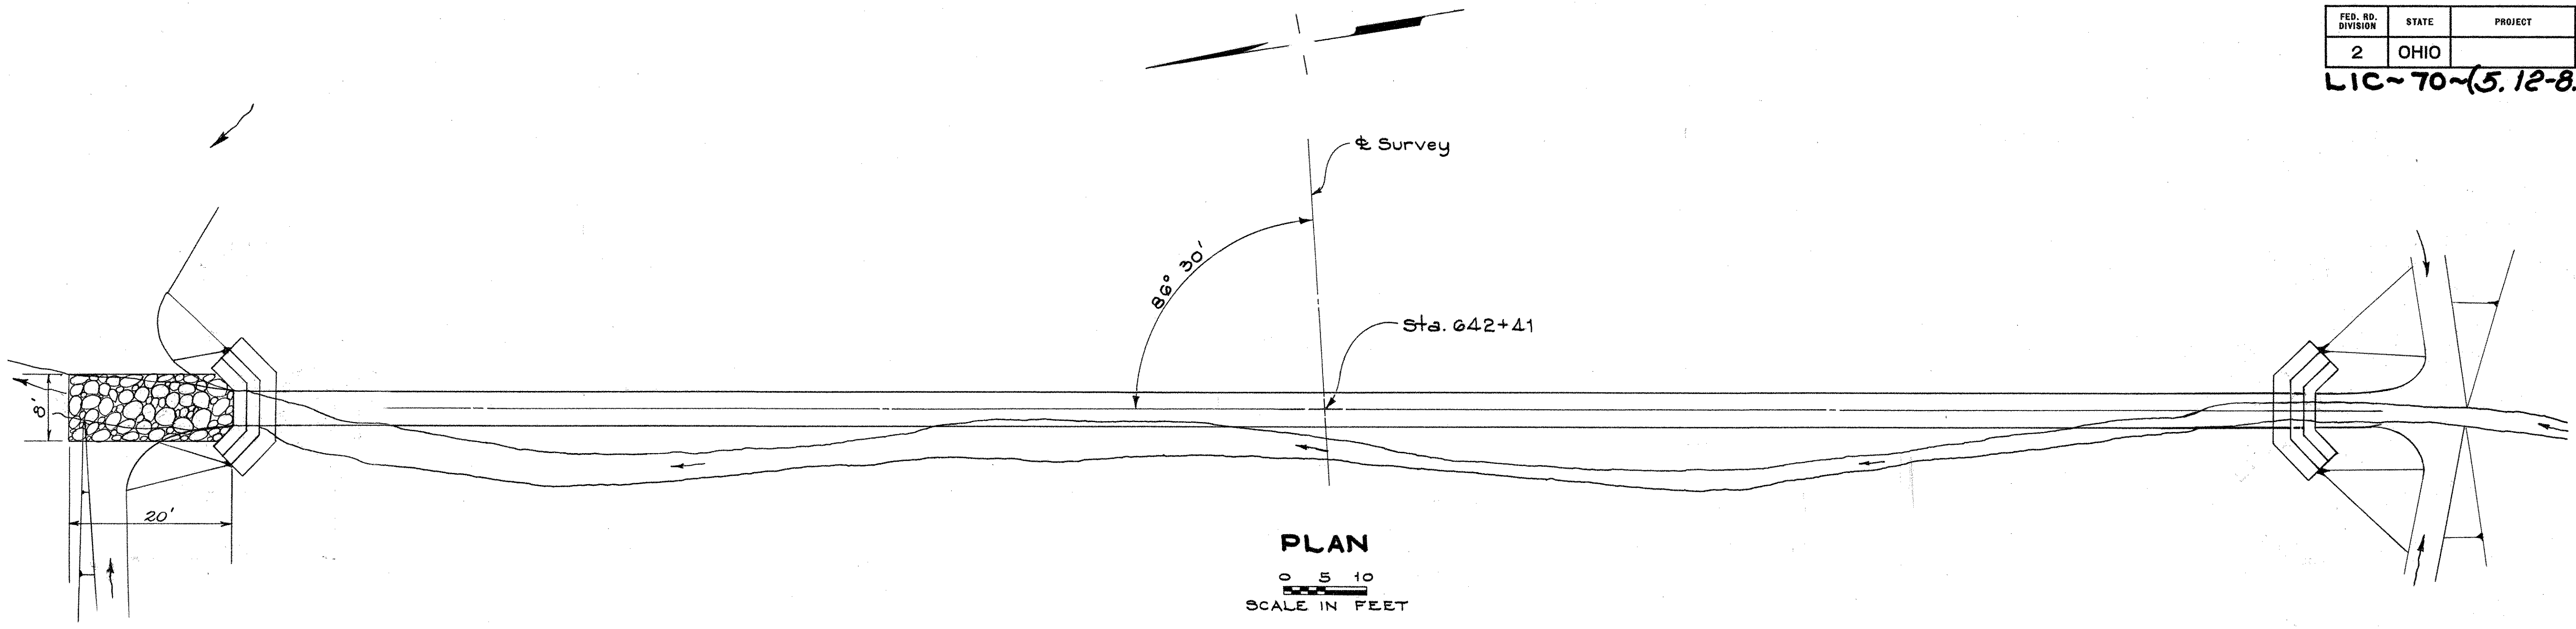 FED. RD. DIVISION STATE PROJECT
2 OHIO
LIC~70~(5.12-8.
℄ Survey
86° 30'
Sta. 642+41
8'
20'
PLAN
0 5 10
SCALE IN FEET